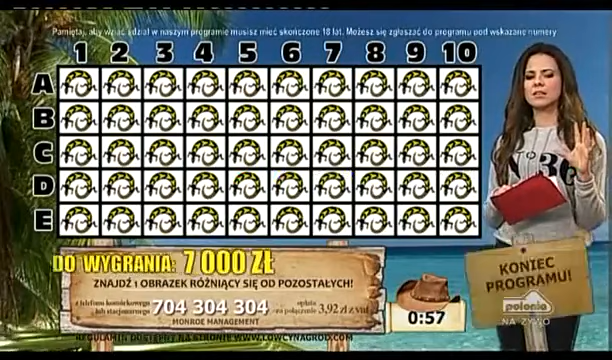 Pamiętaj, aby wziąć udział w naszym programie musisz mieć skończone 18 lat. Możesz się zgłaszać do programu pod wskazane numery
1 2 3 4 5 6 7 8 9 10
A
B
C
D
E
DO WYGRANIA: 7 000 ZŁ
ZNAJDŹ 1 OBRAZEK RÓŻNIĄCY SIĘ OD POZOSTAŁYCH!
z telefonu komórkowego
lub stacjonarnego
704 304 304
opłata
za połączenie 3,92 zł z VAT
MONROE MANAGEMENT
REGULAMIN DOSTĘPNY NA STRONIE WWW.LOWCYNAGROD.COM
0:57
KONIEC
PROGRAMU!
polonia
NA ŻYWO